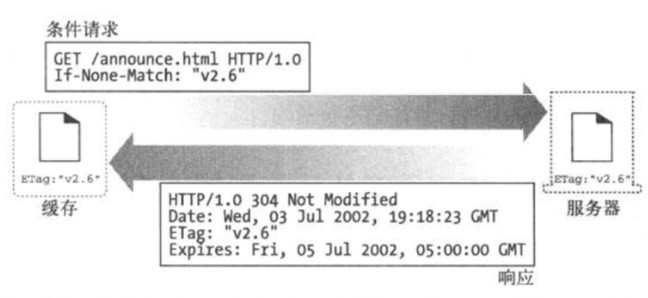 条件请求
GET /announce.html HTTP/1.0
If-None-Match: "v2.6"
ETag:"v2.6"
缓存
ETag:"v2.6"
服务器
HTTP/1.0 304 Not Modified
Date: Wed, 03 Jul 2002, 19:18:23 GMT
ETag: "v2.6"
Expires: Fri, 05 Jul 2002, 05:00:00 GMT
响应